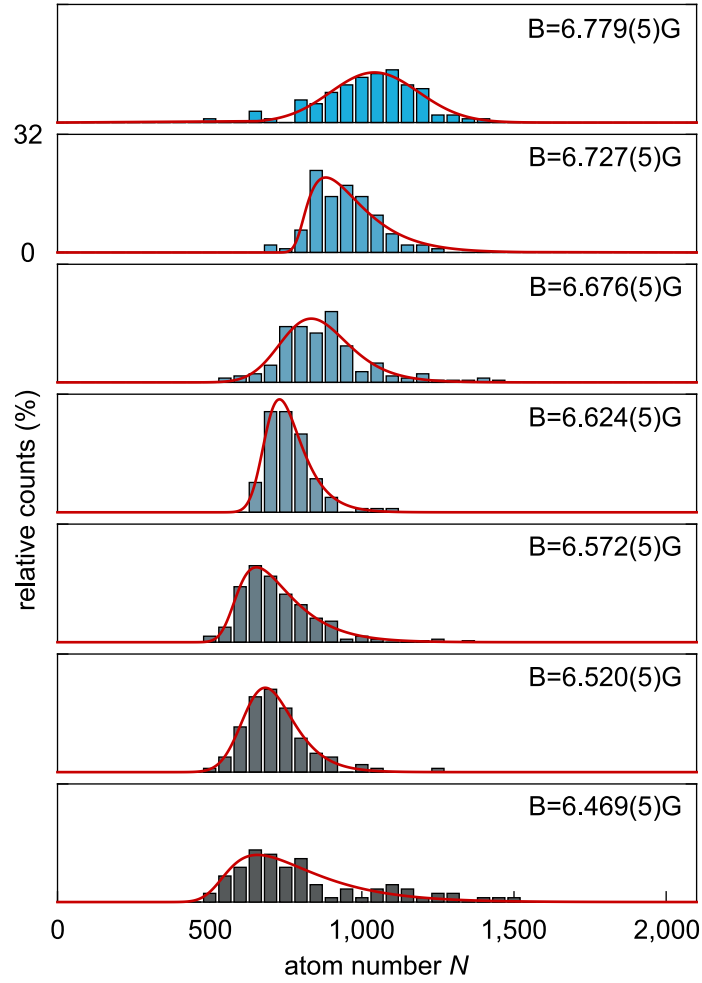 B=6.779(5)G
32
B=6.727(5)G
0
B=6.676(5)G
relative counts (%)
B=6.624(5)G
B=6.572(5)G
B=6.520(5)G
B=6.469(5)G
0 500 1,000 1,500 2,000
atom number N